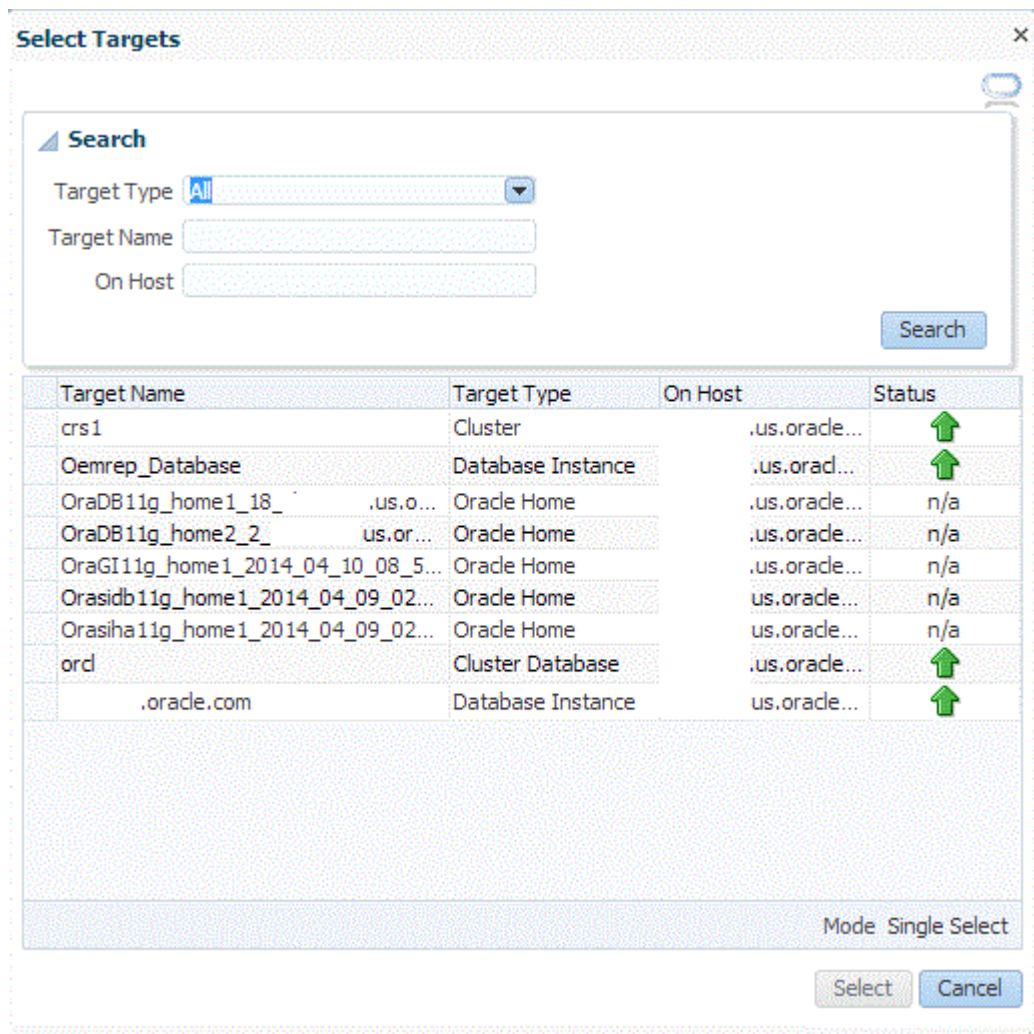 Select Targets
Search
Target Type All
Target Name
On Host
Search
Target Name Target Type On Host Status
crs1 Cluster .us.oracle...
Oemrep_Database Database Instance .us.oracl...
OraDB11g_home1_18_ .us.o... Oracle Home .us.oracle... n/a
OraDB11g_home2_2_ us.or... Oracle Home .us.oracle... n/a
OraGI11g_home1_2014_04_10_08_5... Oracle Home .us.oracle... n/a
Orasidb11g_home1_2014_04_09_02... Oracle Home us.oracle... n/a
Orasiha11g_home1_2014_04_09_02... Oracle Home us.oracle... n/a
orcl Cluster Database .us.oracle...
.oracle.com Database Instance us.oracle...
Mode Single Select
Select Cancel